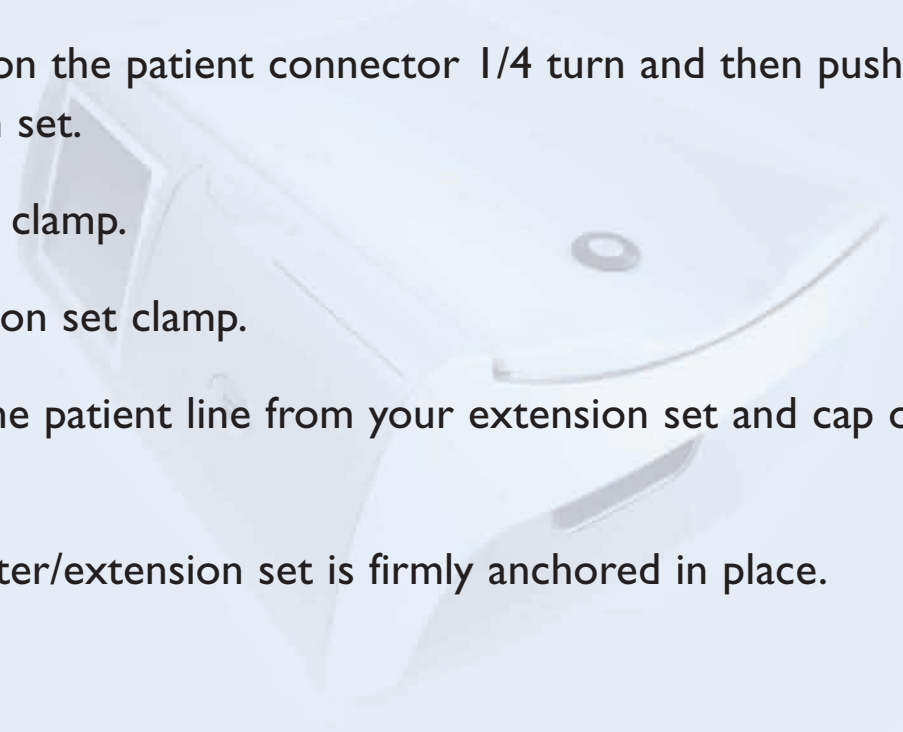 on the patient connector 1/4 turn and then push
set.
clamp.
on set clamp.
patient line from your extension set and cap
ter/extension set is firmly anchored in place.